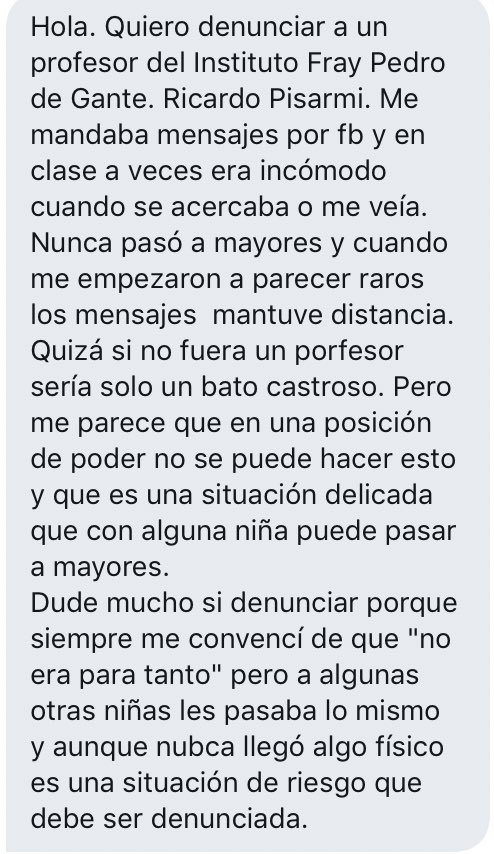 Hola. Quiero denunciar a un
profesor del Instituto Fray Pedro
de Gante. Ricardo Pisarmi. Me
mandaba mensajes por fb y en
clase a veces era incómodo
cuando se acercaba o me veía.
Nunca pasó a mayores y cuando
me empezaron a parecer raros
los mensajes  mantuve distancia.
Quizá si no fuera un porfesor
sería solo un bato castroso. Pero
me parece que en una posición
de poder no se puede hacer esto
y que es una situación delicada
que con alguna niña puede pasar
a mayores.
Dude mucho si denunciar porque
siempre me convencí de que "no
era para tanto" pero a algunas
otras niñas les pasaba lo mismo
y aunque nubca llegó algo físico
es una situación de riesgo que
debe ser denunciada.